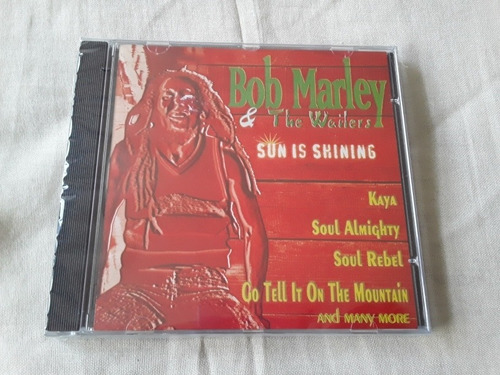 Bob Marley
& The Wailers
SUN IS SHINING
KAYA
SOUL ALMIGHTY
SOUL REBEL
GO TELL IT ON THE MOUNTAIN
AND MANY MORE